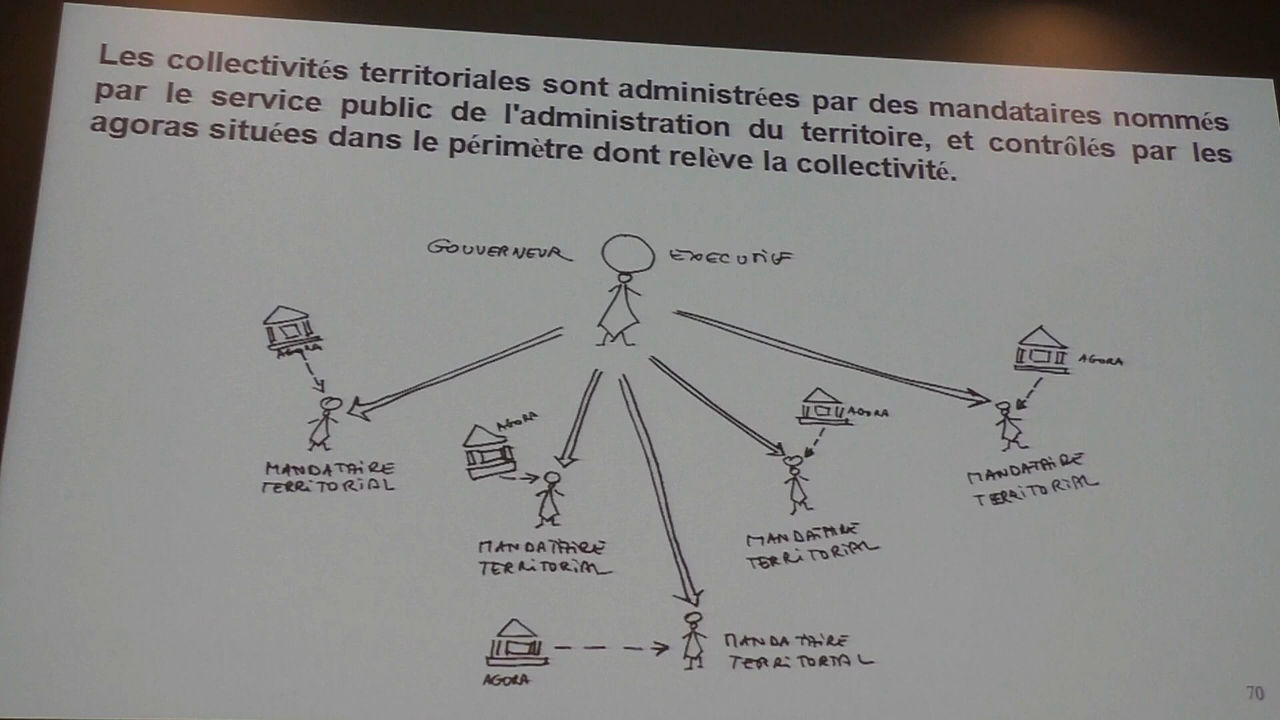 Les collectivités territoriales sont administrées par des mandataires nommés
par le service public de l'administration du territoire, et contrôlés par les
agoras situées dans le périmètre dont relève la collectivité.
GOUVERNEUR EXECUTIF
AGORA
MANDATAIRE
TERRITORIAL
AGORA
MANDATAIRE
TERRITORIAL
AGORA
MANDATAIRE
TERRITORIAL
AGORA
MANDATAIRE
TERRITORIAL
AGORA
MANDATAIRE
TERRITORIAL
70